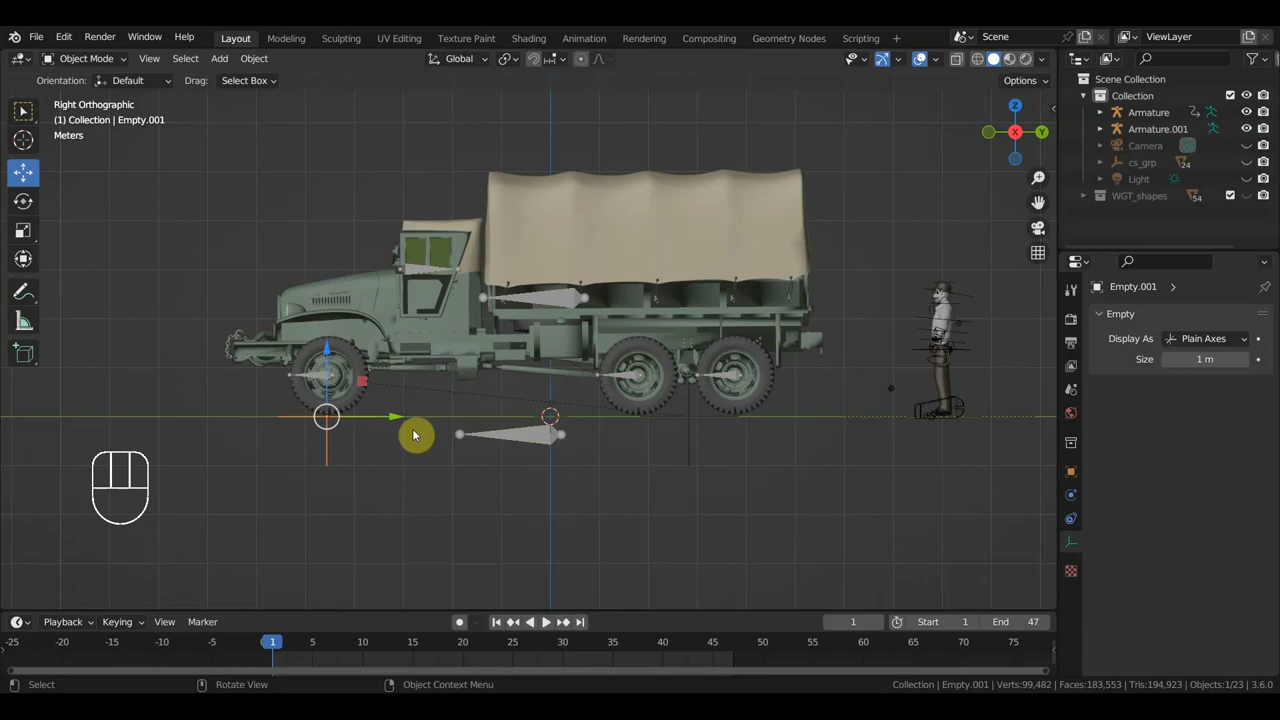 File Edit Render Window Help Layout Modeling Sculpting UV Editing Texture Paint Shading Animation Rendering Compositing Geometry Nodes Scripting + Scene ViewLayer
Object Mode View Select Add Object Global
Orientation: Default Drag: Select Box Options
Scene Collection
Collection
Armature
Armature.001
Camera
cs_grp 24
Light
WGT_shapes 54
Right Orthographic
(1) Collection | Empty.001
Meters
Z
X
Y
Empty.001
Empty
Display As Plain Axes
Size 1 m
Playback Keying View Marker 1 Start 1 End 47
-25 -20 -15 -10 -5 1 5 10 15 20 25 30 35 40 45 50 55 60 65 70 75
Select Rotate View Object Context Menu Collection | Empty.001 | Verts:99,482 | Faces:183,553 | Tris:194,923 | Objects:1/23 | 3.6.0